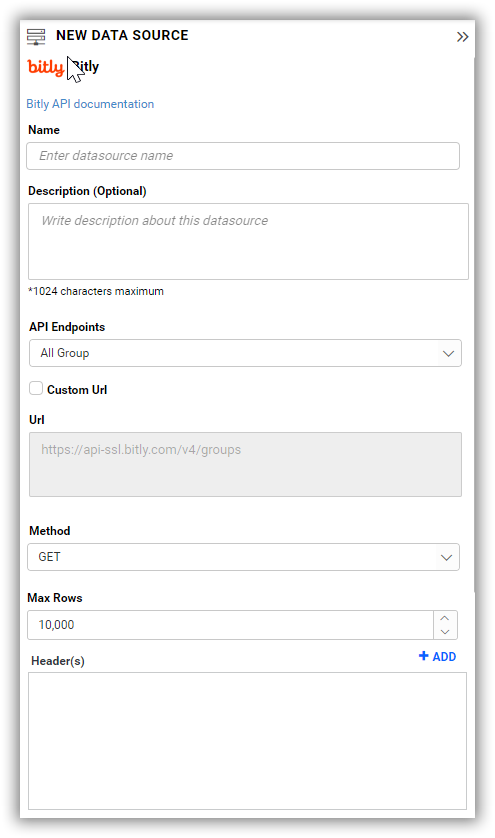 NEW DATA SOURCE
bitly Bitly
Bitly API documentation
Name
Enter datasource name
Description (Optional)
Write description about this datasource
*1024 characters maximum
API Endpoints
All Group
Custom Url
Url
https://api-ssl.bitly.com/v4/groups
Method
GET
Max Rows
10,000
Header(s)
+ ADD